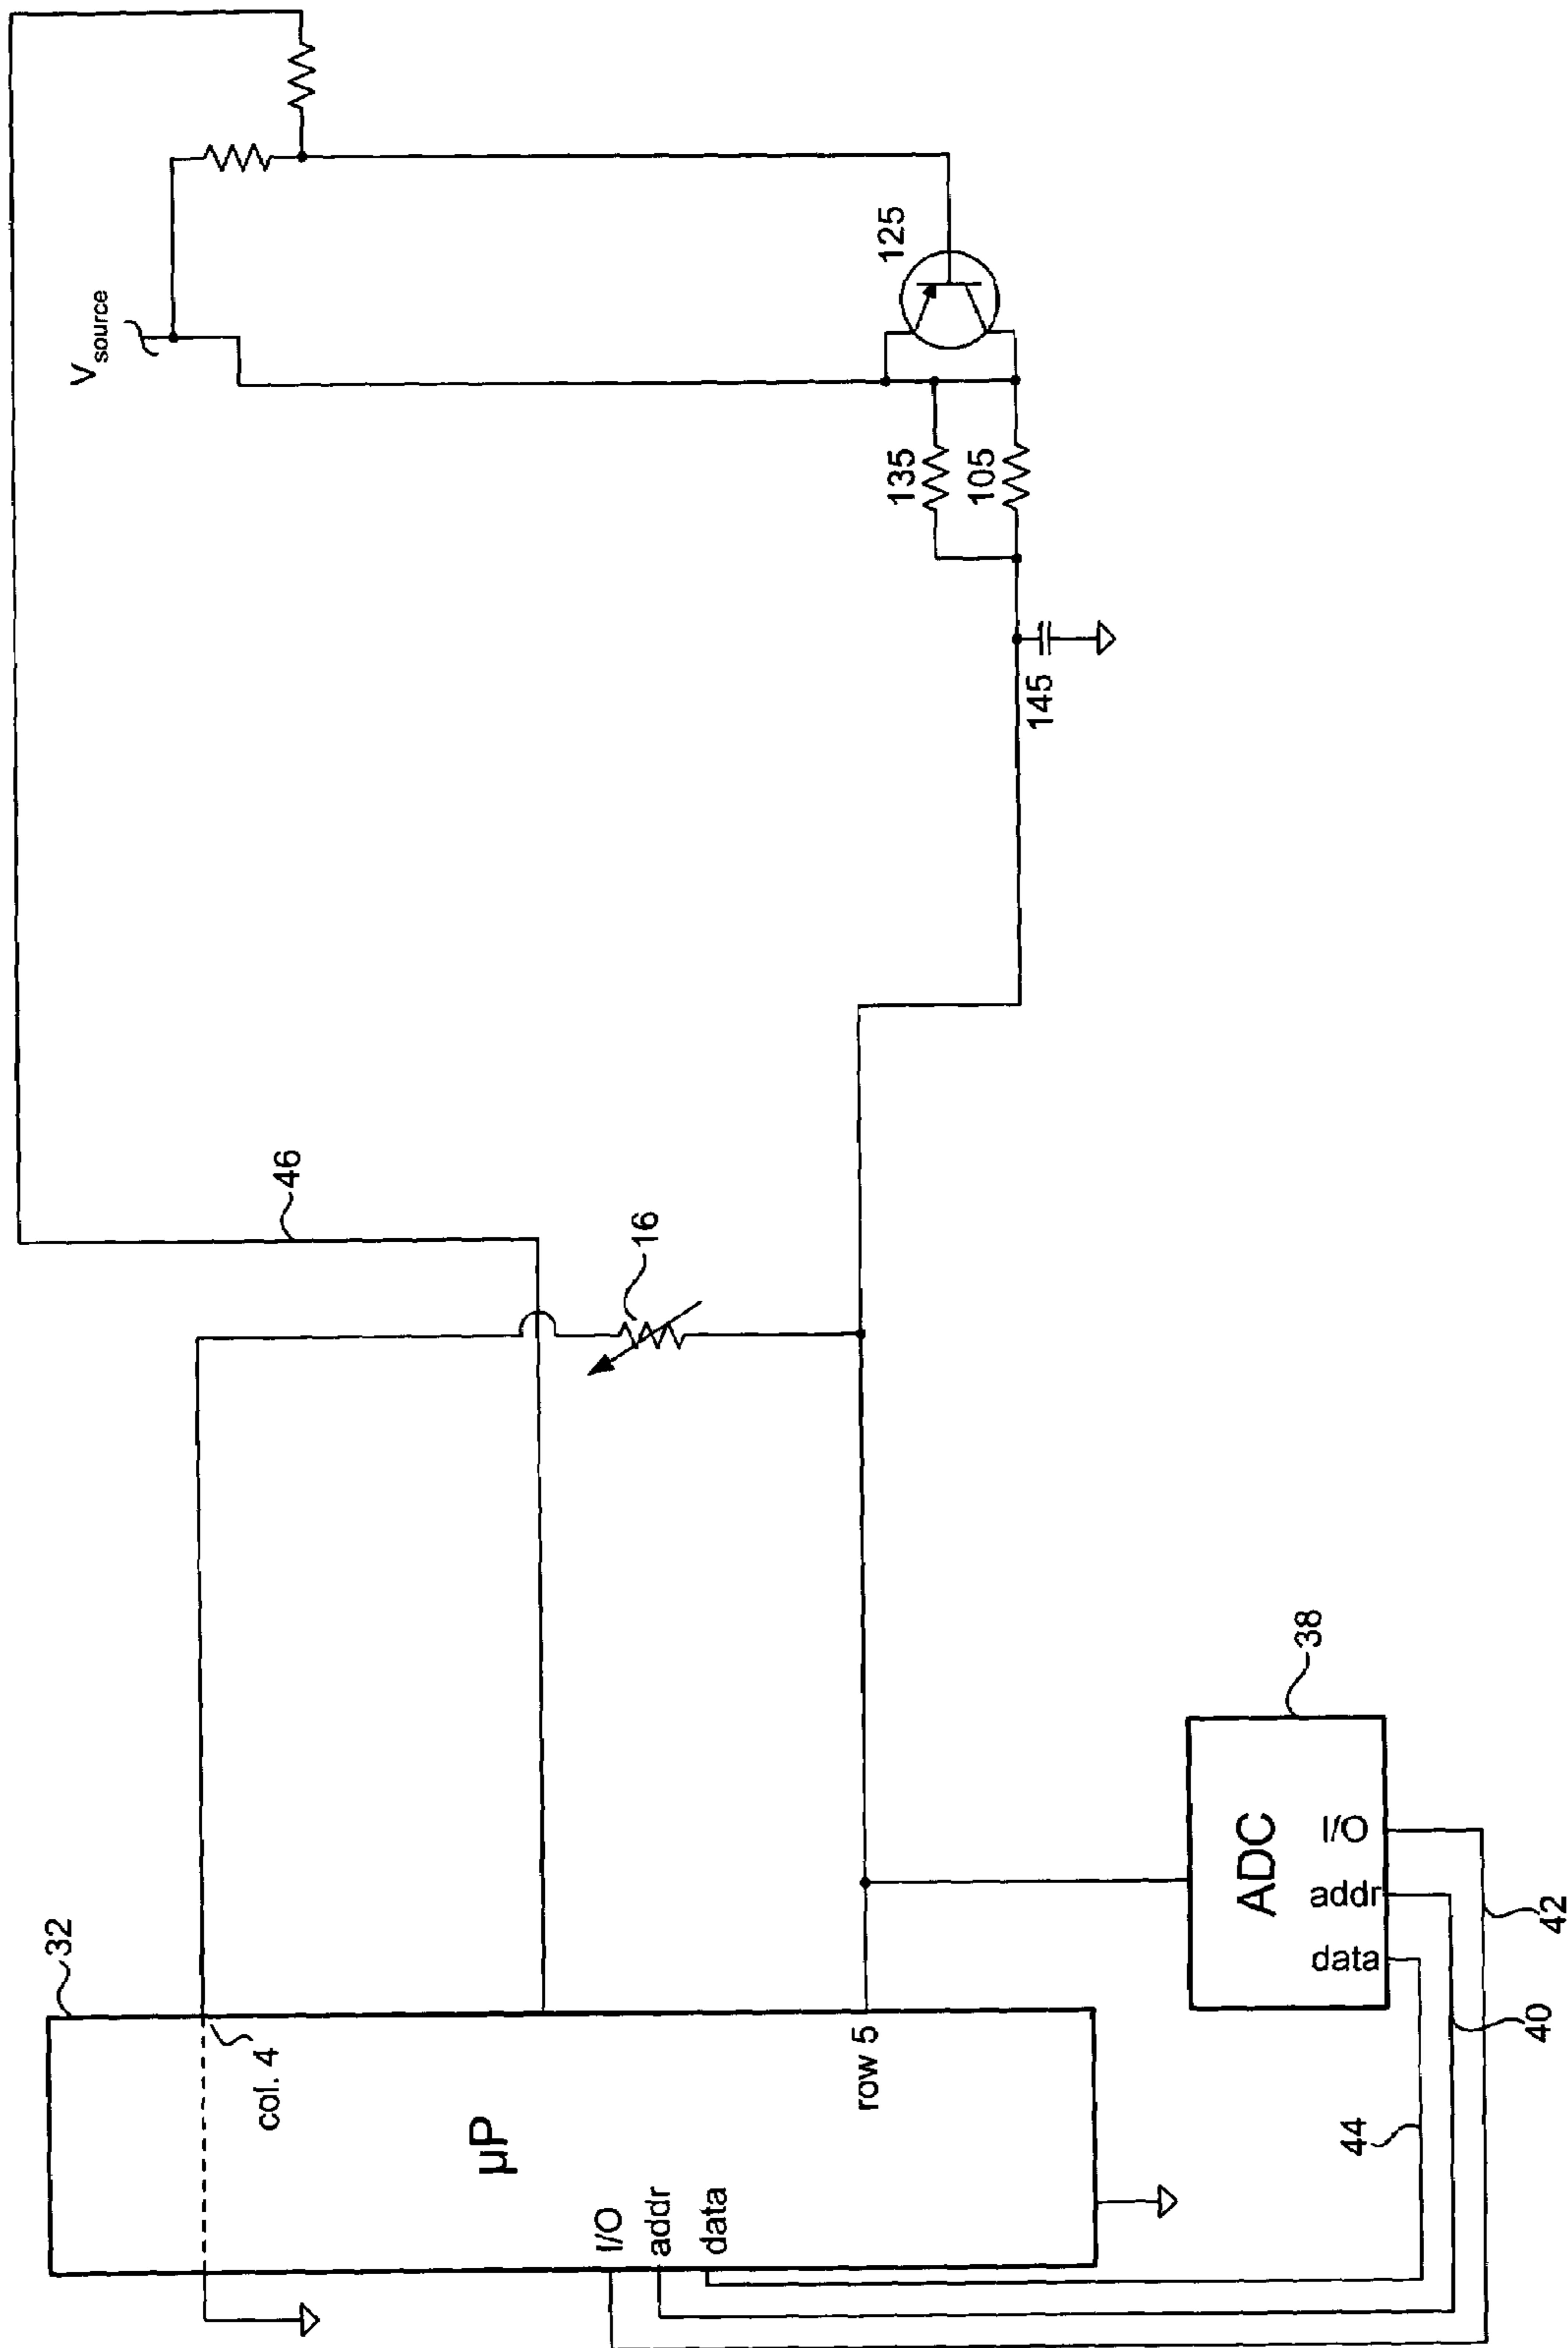 V source
125
135
105
145
46
16
32
col. 4
µP
row 5
I/O
addr
data
38
ADC
I/O
addr
data
42
40
44